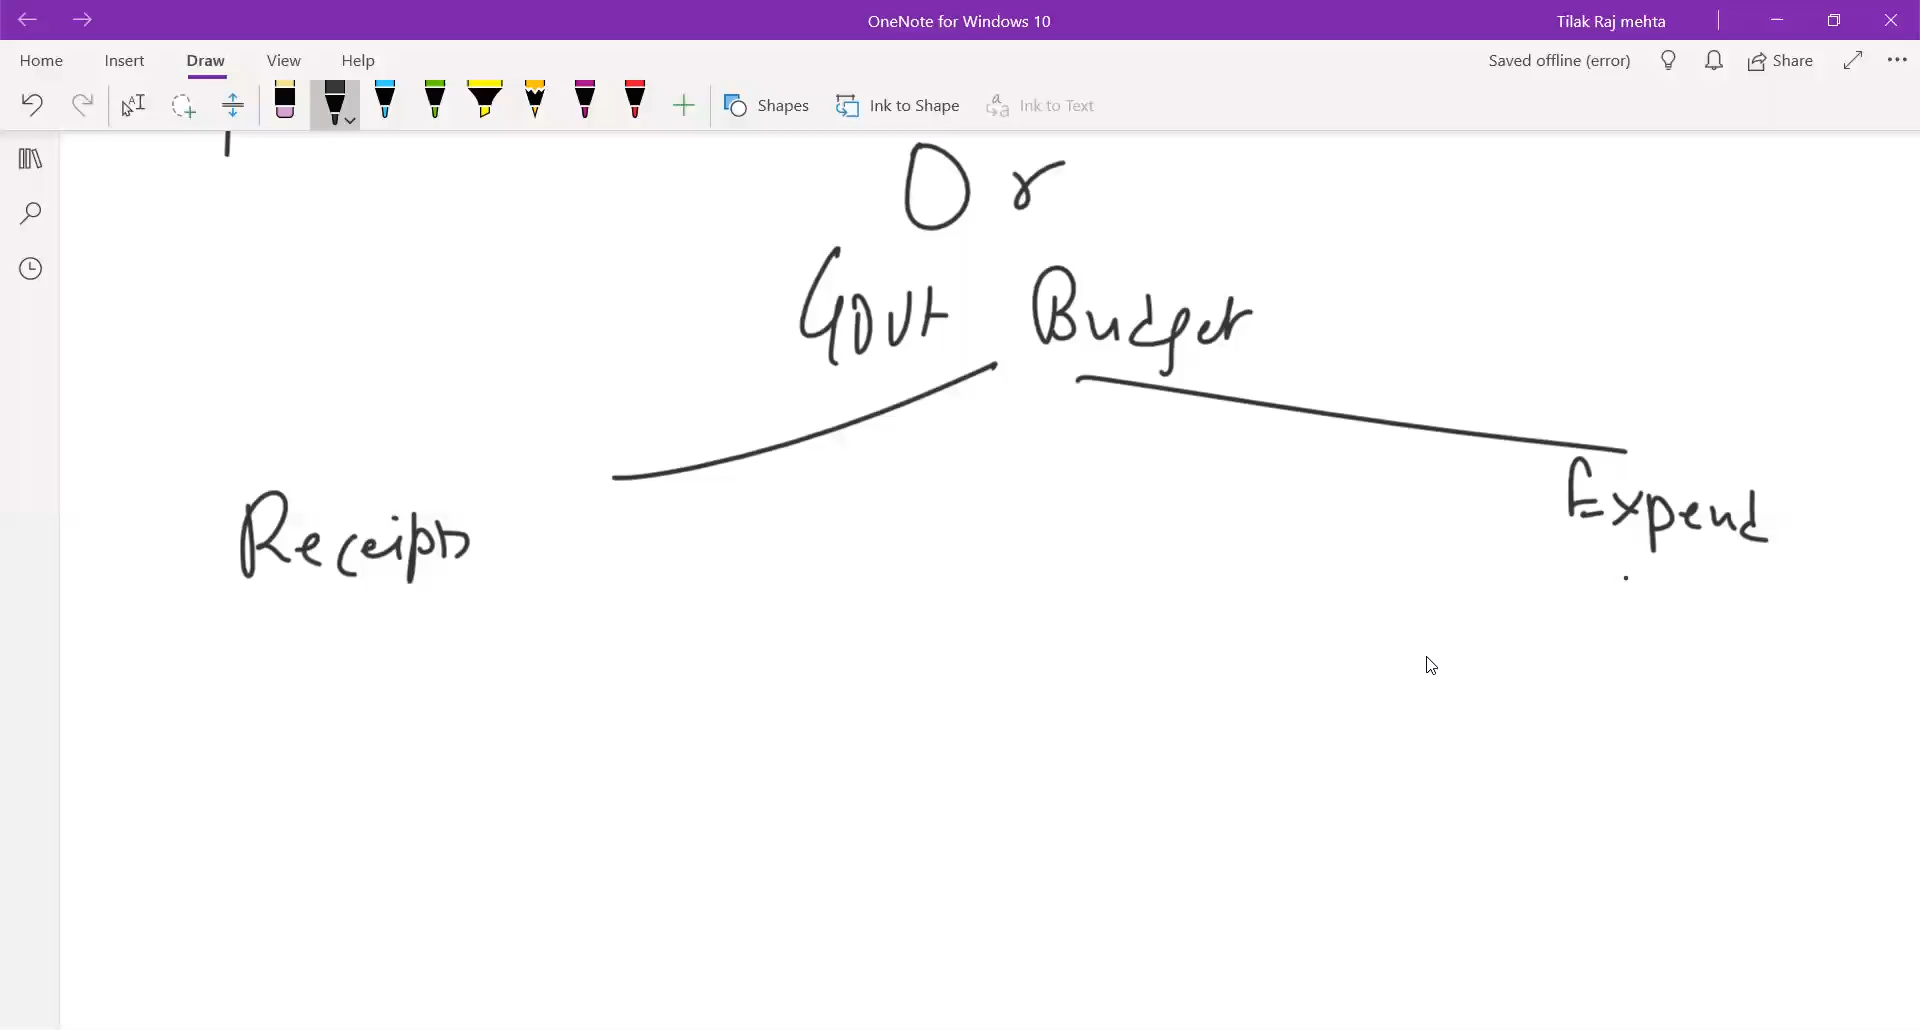 OneNote for Windows 10
Tilak Raj mehta
Home Insert Draw View Help
Saved offline (error)
Share
Shapes
Ink to Shape
Ink to Text
Or
Govt Budget
Receipts
Expend